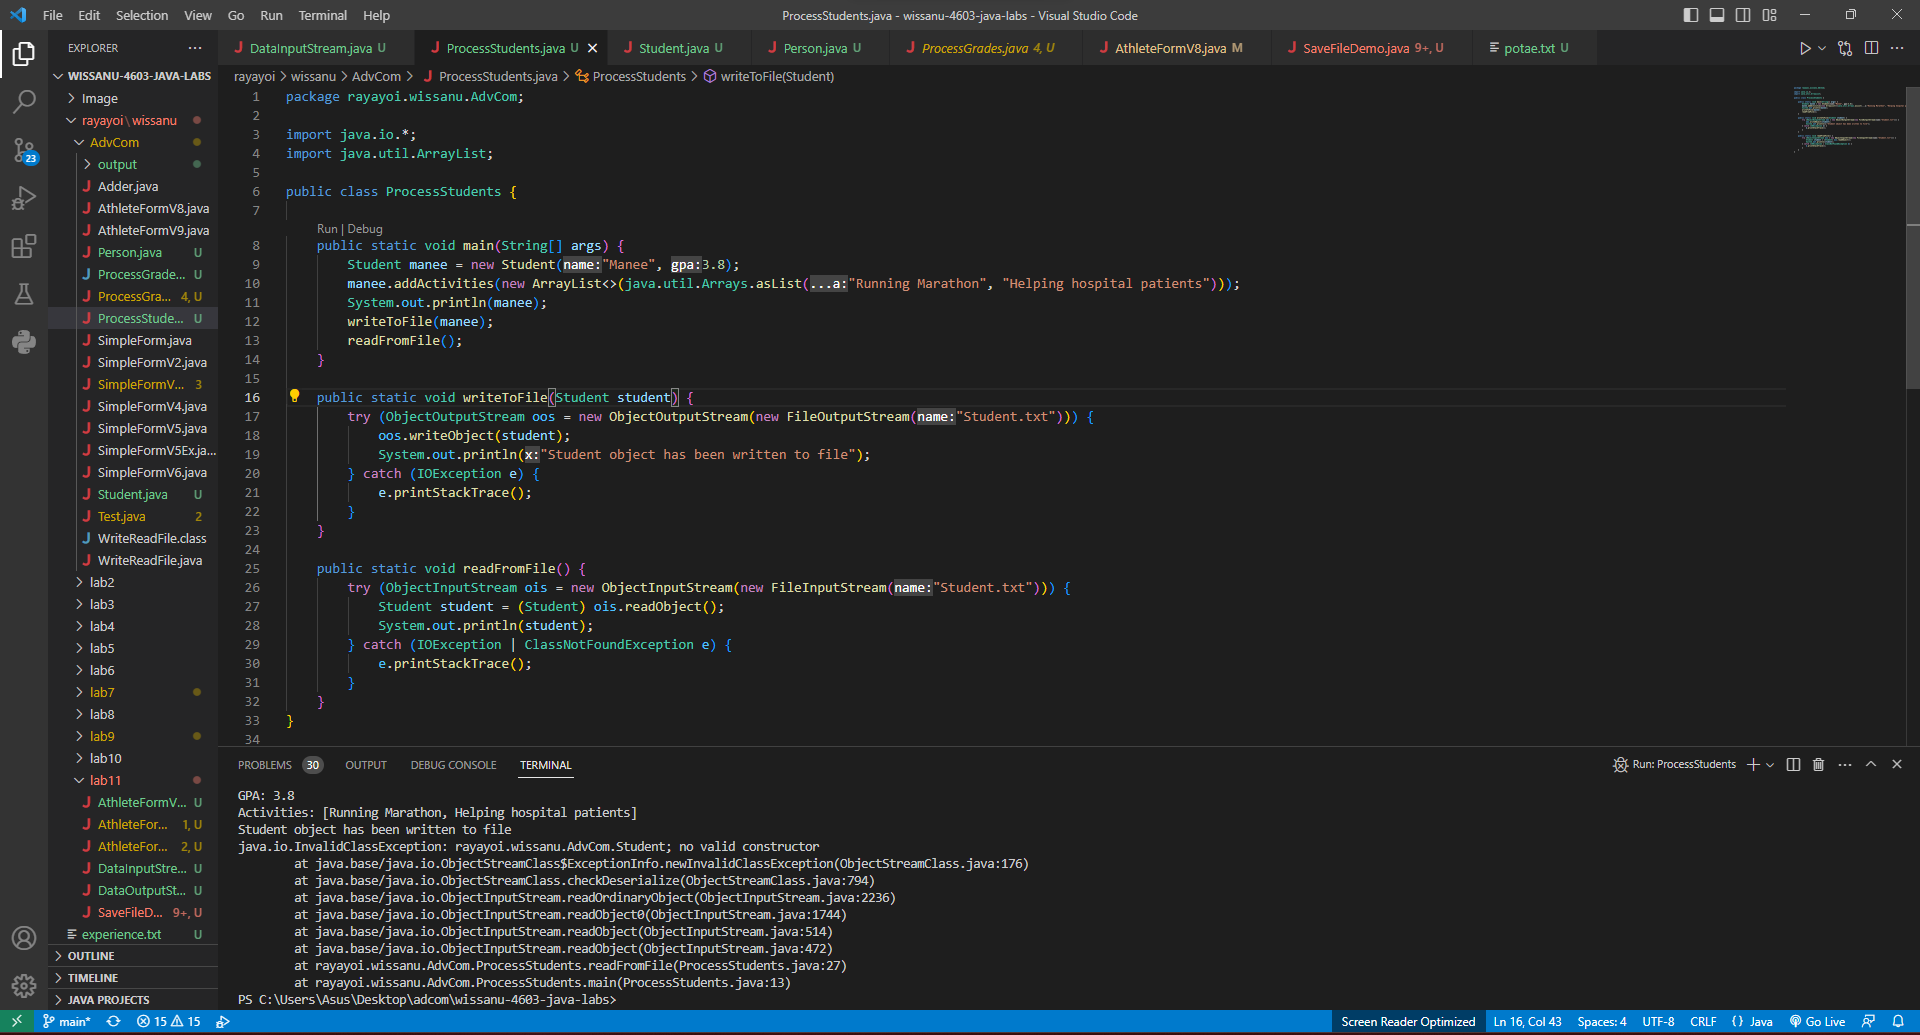 File Edit Selection View Go Run Terminal Help
ProcessStudents.java - wissanu-4603-java-labs - Visual Studio Code
EXPLORER
DataInputStream.java U
ProcessStudents.java U
Student.java U
Person.java U
ProcessGrades.java 4, U
AthleteFormV8.java M
SaveFileDemo.java 9+, U
potae.txt U
rayayoi > wissanu > AdvCom > ProcessStudents.java > ProcessStudents > writeToFile(Student)
WISSANU-4603-JAVA-LABS
Image
rayayoi \ wissanu
AdvCom
output
Adder.java
AthleteFormV8.java
AthleteFormV9.java
Person.java U
ProcessGrade... U
ProcessGra... 4, U
ProcessStude... U
SimpleForm.java
SimpleFormV2.java
SimpleFormV... 3
SimpleFormV4.java
SimpleFormV5.java
SimpleFormV5Ex.ja...
SimpleFormV6.java
Student.java U
Test.java 2
WriteReadFile.class
WriteReadFile.java
lab2
lab3
lab4
lab5
lab6
lab7
lab8
lab9
lab10
lab11
AthleteFormV... U
AthleteFor... 1, U
AthleteFor... 2, U
DataInputStre... U
DataOutputSt... U
SaveFileD... 9+, U
experience.txt U
OUTLINE
TIMELINE
JAVA PROJECTS
23
1 package rayayoi.wissanu.AdvCom;
2
3 import java.io.*;
4 import java.util.ArrayList;
5
6 public class ProcessStudents {
7
Run | Debug
8 public static void main(String[] args) {
9 Student manee = new Student(name:"Manee", gpa:3.8);
10 manee.addActivities(new ArrayList<>(java.util.Arrays.asList(...a:"Running Marathon", "Helping hospital patients")));
11 System.out.println(manee);
12 writeToFile(manee);
13 readFromFile();
14 }
15
16 public static void writeToFile(Student student) {
17 try (ObjectOutputStream oos = new ObjectOutputStream(new FileOutputStream(name:"Student.txt"))) {
18 oos.writeObject(student);
19 System.out.println(x:"Student object has been written to file");
20 } catch (IOException e) {
21 e.printStackTrace();
22 }
23 }
24
25 public static void readFromFile() {
26 try (ObjectInputStream ois = new ObjectInputStream(new FileInputStream(name:"Student.txt"))) {
27 Student student = (Student) ois.readObject();
28 System.out.println(student);
29 } catch (IOException | ClassNotFoundException e) {
30 e.printStackTrace();
31 }
32 }
33 }
34
PROBLEMS 30 OUTPUT DEBUG CONSOLE TERMINAL
Run: ProcessStudents
GPA: 3.8
Activities: [Running Marathon, Helping hospital patients]
Student object has been written to file
java.io.InvalidClassException: rayayoi.wissanu.AdvCom.Student; no valid constructor
at java.base/java.io.ObjectStreamClass$ExceptionInfo.newInvalidClassException(ObjectStreamClass.java:176)
at java.base/java.io.ObjectStreamClass.checkDeserialize(ObjectStreamClass.java:794)
at java.base/java.io.ObjectInputStream.readOrdinaryObject(ObjectInputStream.java:2236)
at java.base/java.io.ObjectInputStream.readObject0(ObjectInputStream.java:1744)
at java.base/java.io.ObjectInputStream.readObject(ObjectInputStream.java:514)
at java.base/java.io.ObjectInputStream.readObject(ObjectInputStream.java:472)
at rayayoi.wissanu.AdvCom.ProcessStudents.readFromFile(ProcessStudents.java:27)
at rayayoi.wissanu.AdvCom.ProcessStudents.main(ProcessStudents.java:13)
PS C:\Users\Asus\Desktop\adcom\wissanu-4603-java-labs>
main* 15 15
Screen Reader Optimized Ln 16, Col 43 Spaces: 4 UTF-8 CRLF {} Java Go Live